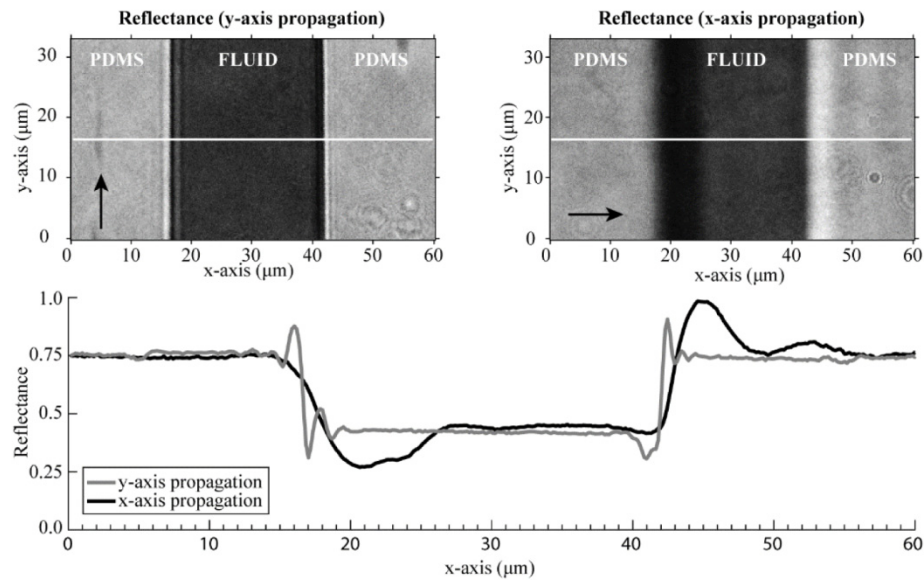 Reflectance (y-axis propagation)
PDMS FLUID PDMS
y-axis (μm)
30
20
10
0
0 10 20 30 40 50 60
x-axis (μm)
Reflectance (x-axis propagation)
PDMS FLUID PDMS
y-axis (μm)
30
20
10
0
0 10 20 30 40 50 60
x-axis (μm)
Reflectance
1.0
0.75
0.5
0.25
0.0
y-axis propagation
x-axis propagation
0 10 20 30 40 50 60
x-axis (μm)